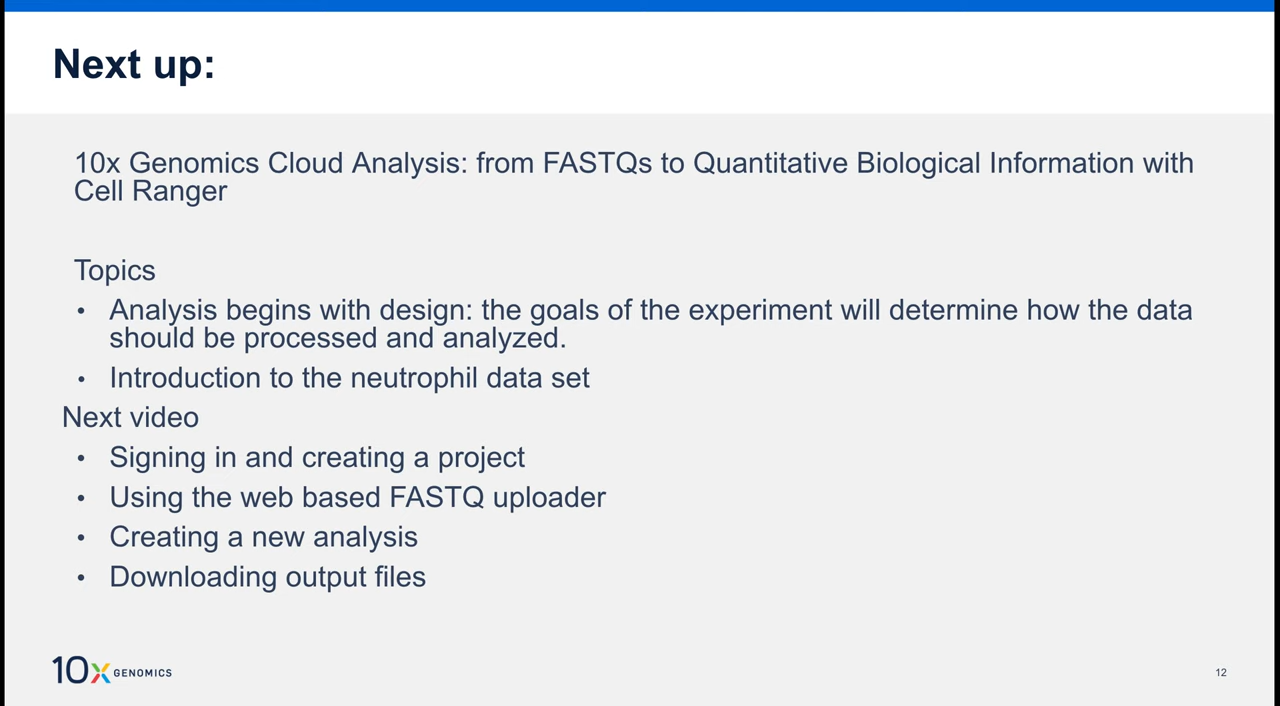 Next up:
10x Genomics Cloud Analysis: from FASTQs to Quantitative Biological Information with
Cell Ranger
Topics
• Analysis begins with design: the goals of the experiment will determine how the data
should be processed and analyzed.
• Introduction to the neutrophil data set
Next video
• Signing in and creating a project
• Using the web based FASTQ uploader
• Creating a new analysis
• Downloading output files
10x GENOMICS
12